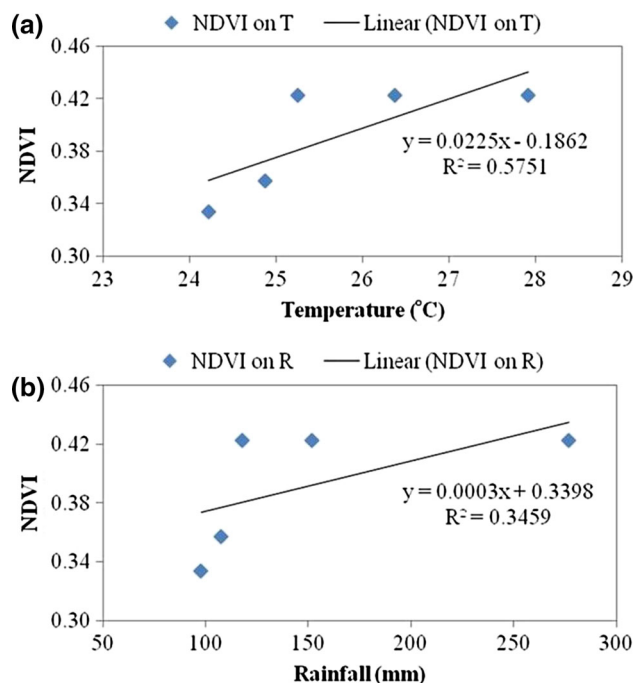 (a)
NDVI on T
Linear (NDVI on T)
0.46
0.42
0.38
0.34
0.30
NDVI
y = 0.0225x - 0.1862
R² = 0.5751
23 24 25 26 27 28 29
Temperature (°C)
(b)
NDVI on R
Linear (NDVI on R)
0.46
0.42
0.38
0.34
0.30
NDVI
y = 0.0003x + 0.3398
R² = 0.3459
50 100 150 200 250 300
Rainfall (mm)